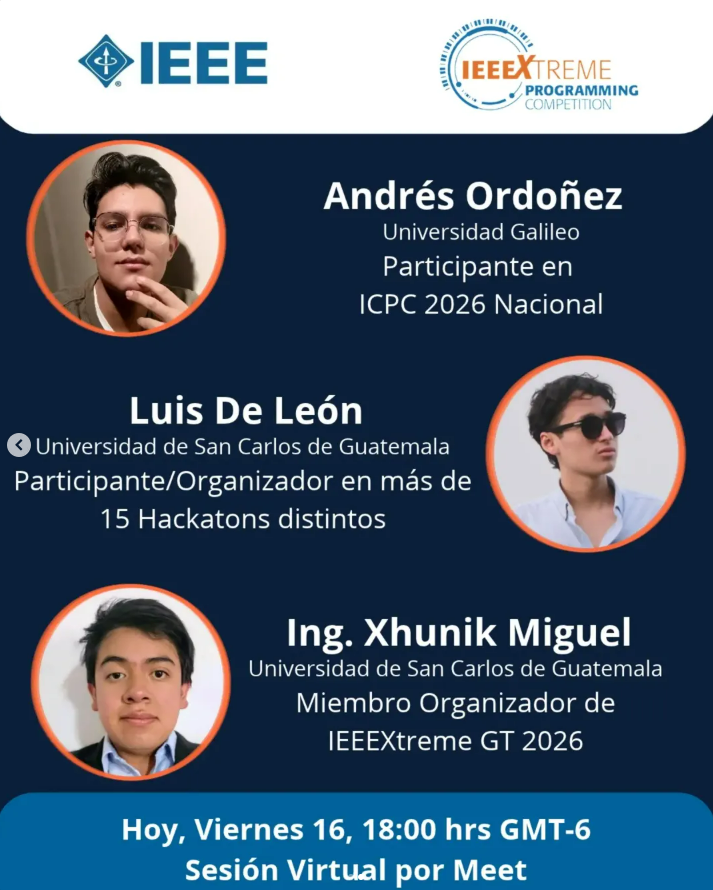 IEEE
IEEEXTREME
PROGRAMMING
COMPETITION
Andrés Ordoñez
Universidad Galileo
Participante en
ICPC 2026 Nacional
Luis De León
Universidad de San Carlos de Guatemala
Participante/Organizador en más de
15 Hackatons distintos
Ing. Xhunik Miguel
Universidad de San Carlos de Guatemala
Miembro Organizador de
IEEEXtreme GT 2026
Hoy, Viernes 16, 18:00 hrs GMT-6
Sesión Virtual por Meet